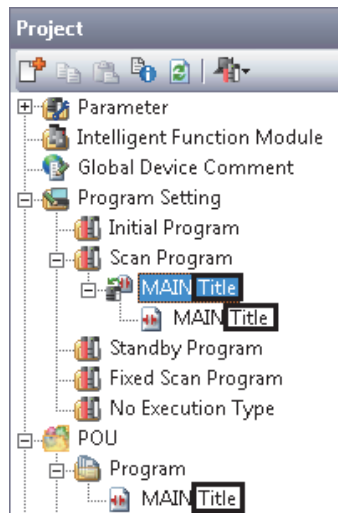 Project
Parameter
Intelligent Function Module
Global Device Comment
Program Setting
Initial Program
Scan Program
MAIN Title
MAIN Title
Standby Program
Fixed Scan Program
No Execution Type
POU
Program
MAIN Title